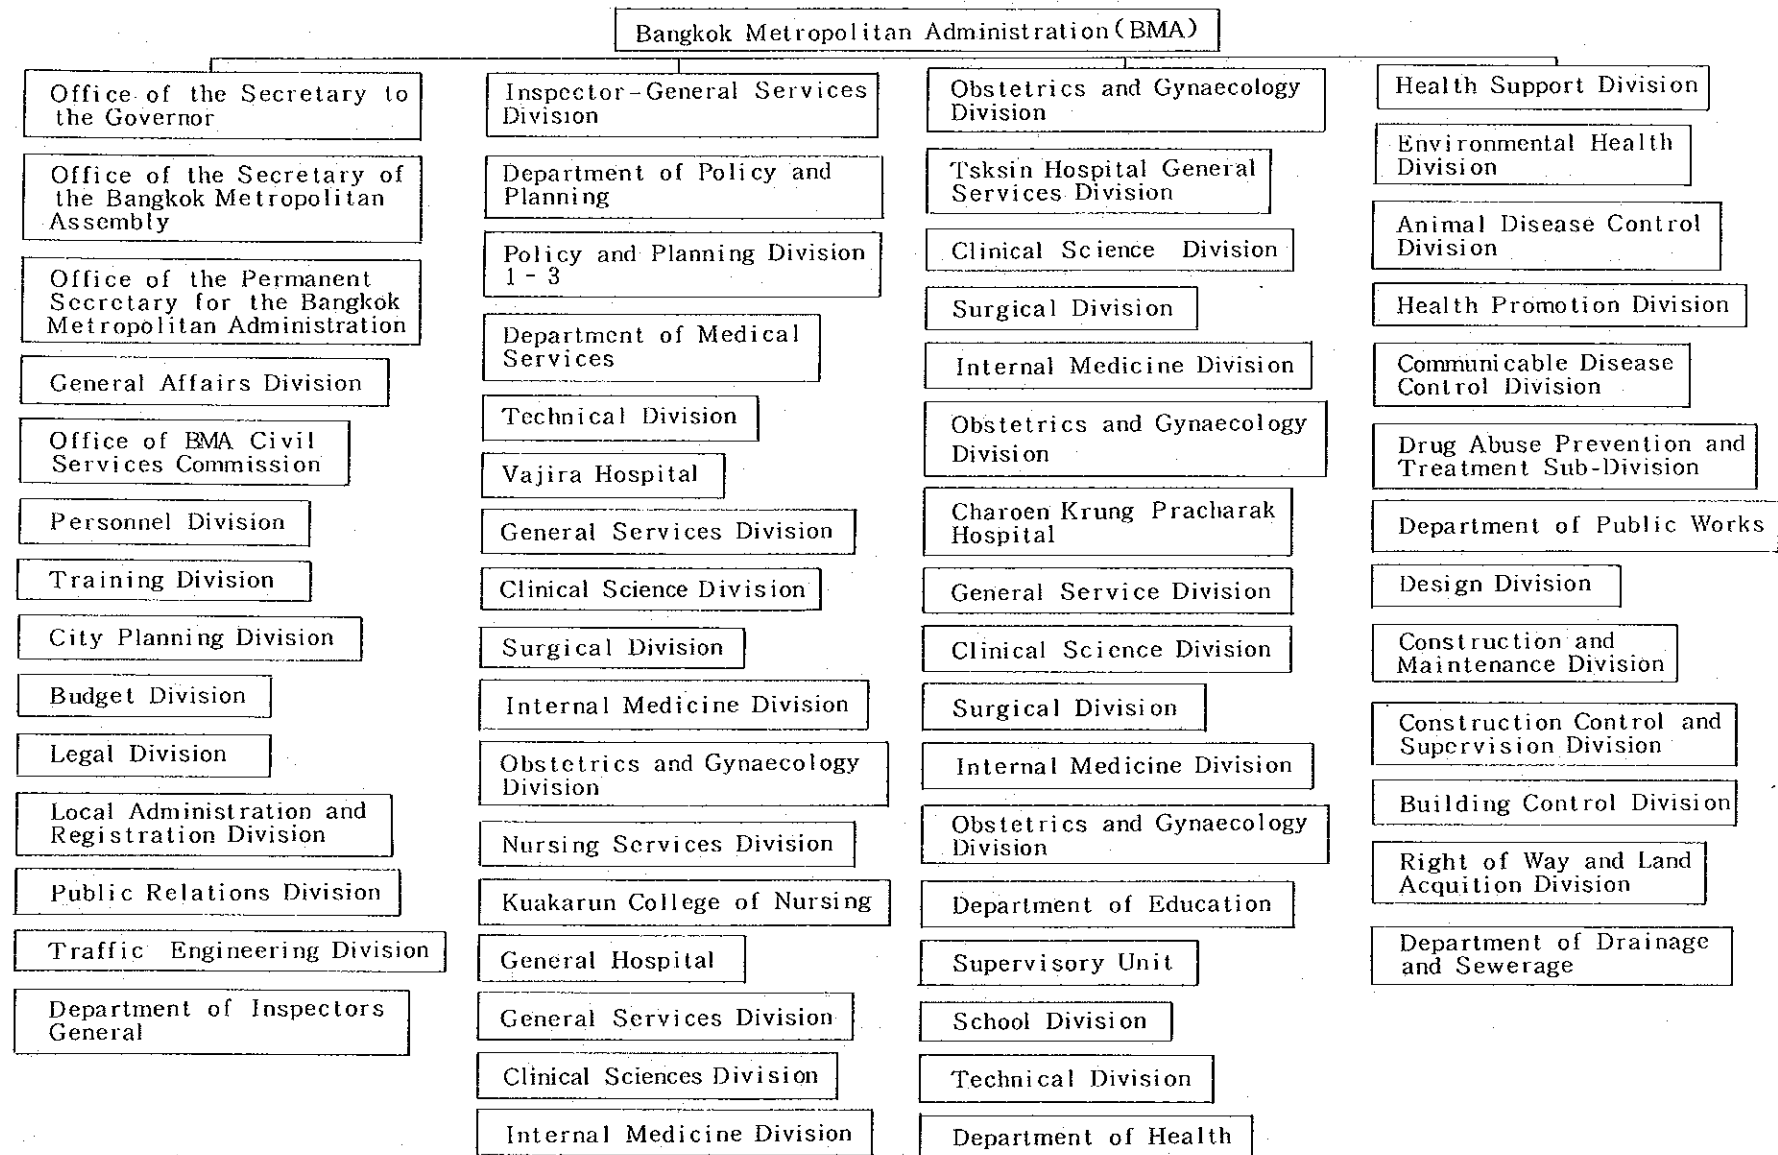 Bangkok Metropolitan Administration (BMA)
Office of the Secretary to
the Governor
Office of the Secretary of
the Bangkok Metropolitan
Assembly
Office of the Permanent
Secretary for the Bangkok
Metropolitan Administration
General Affairs Division
Office of BMA Civil
Services Commission
Personnel Division
Training Division
City Planning Division
Budget Division
Legal Division
Local Administration and
Registration Division
Public Relations Division
Traffic Engineering Division
Department of Inspectors
General
Inspector-General Services
Division
Department of Policy and
Planning
Policy and Planning Division
1 - 3
Department of Medical
Services
Technical Division
Vajira Hospital
General Services Division
Clinical Science Division
Surgical Division
Internal Medicine Division
Obstetrics and Gynaecology
Division
Nursing Services Division
Kuakarun College of Nursing
General Hospital
General Services Division
Clinical Sciences Division
Internal Medicine Division
Obstetrics and Gynaecology
Division
Tsksin Hospital General
Services Division
Clinical Science Division
Surgical Division
Internal Medicine Division
Obstetrics and Gynaecology
Division
Charoen Krung Pracharak
Hospital
General Service Division
Clinical Science Division
Surgical Division
Internal Medicine Division
Obstetrics and Gynaecology
Division
Department of Education
Supervisory Unit
School Division
Technical Division
Department of Health
Health Support Division
Environmental Health
Division
Animal Disease Control
Division
Health Promotion Division
Communicable Disease
Control Division
Drug Abuse Prevention and
Treatment Sub-Division
Department of Public Works
Design Division
Construction and
Maintenance Division
Construction Control and
Supervision Division
Building Control Division
Right of Way and Land
Acquition Division
Department of Drainage
and Sewerage